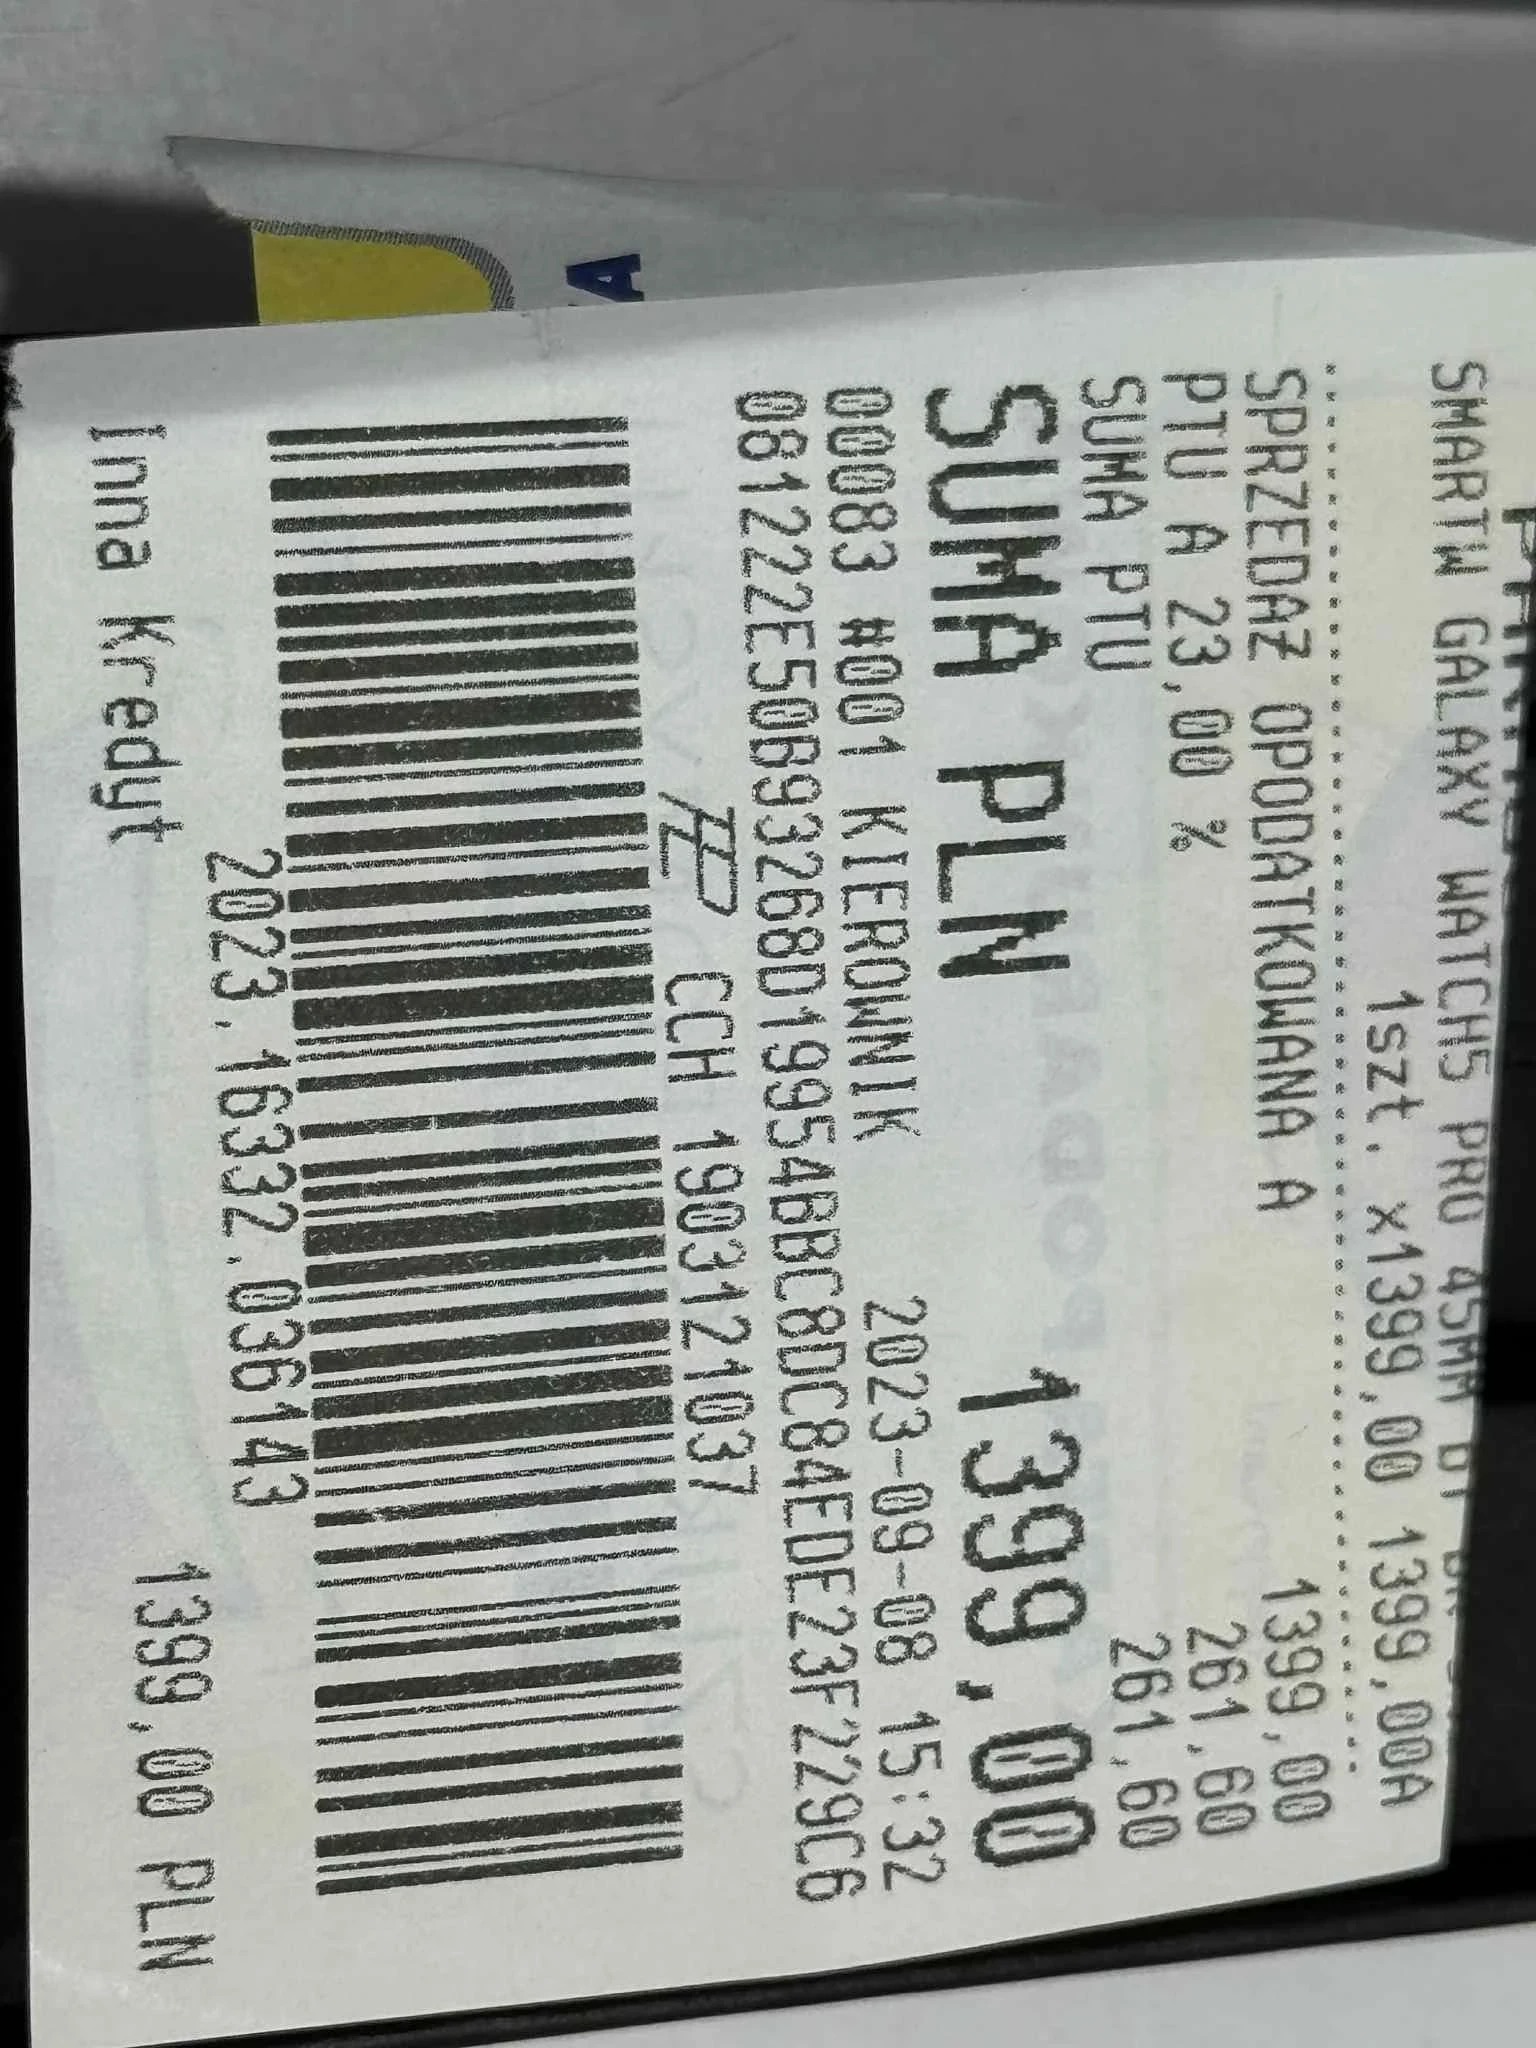 SMARTW GALAXY WATCH5 PRO 45MM BT
1szt. x1399,00 1399,00A
SPRZEDAŻ OPODATKOWANA A 1399,00
PTU A 23,00 % 261,60
SUMA PTU 261,60
SUMA PLN 1399,00
00083 #001 KIEROWNIK 2023-09-08 15:32
081222E50B93268D19954BBC8DC84EDE23F229C6
CCH 1903121037
2023.16332.036143
Inna Kredyt 1399,00 PLN
A